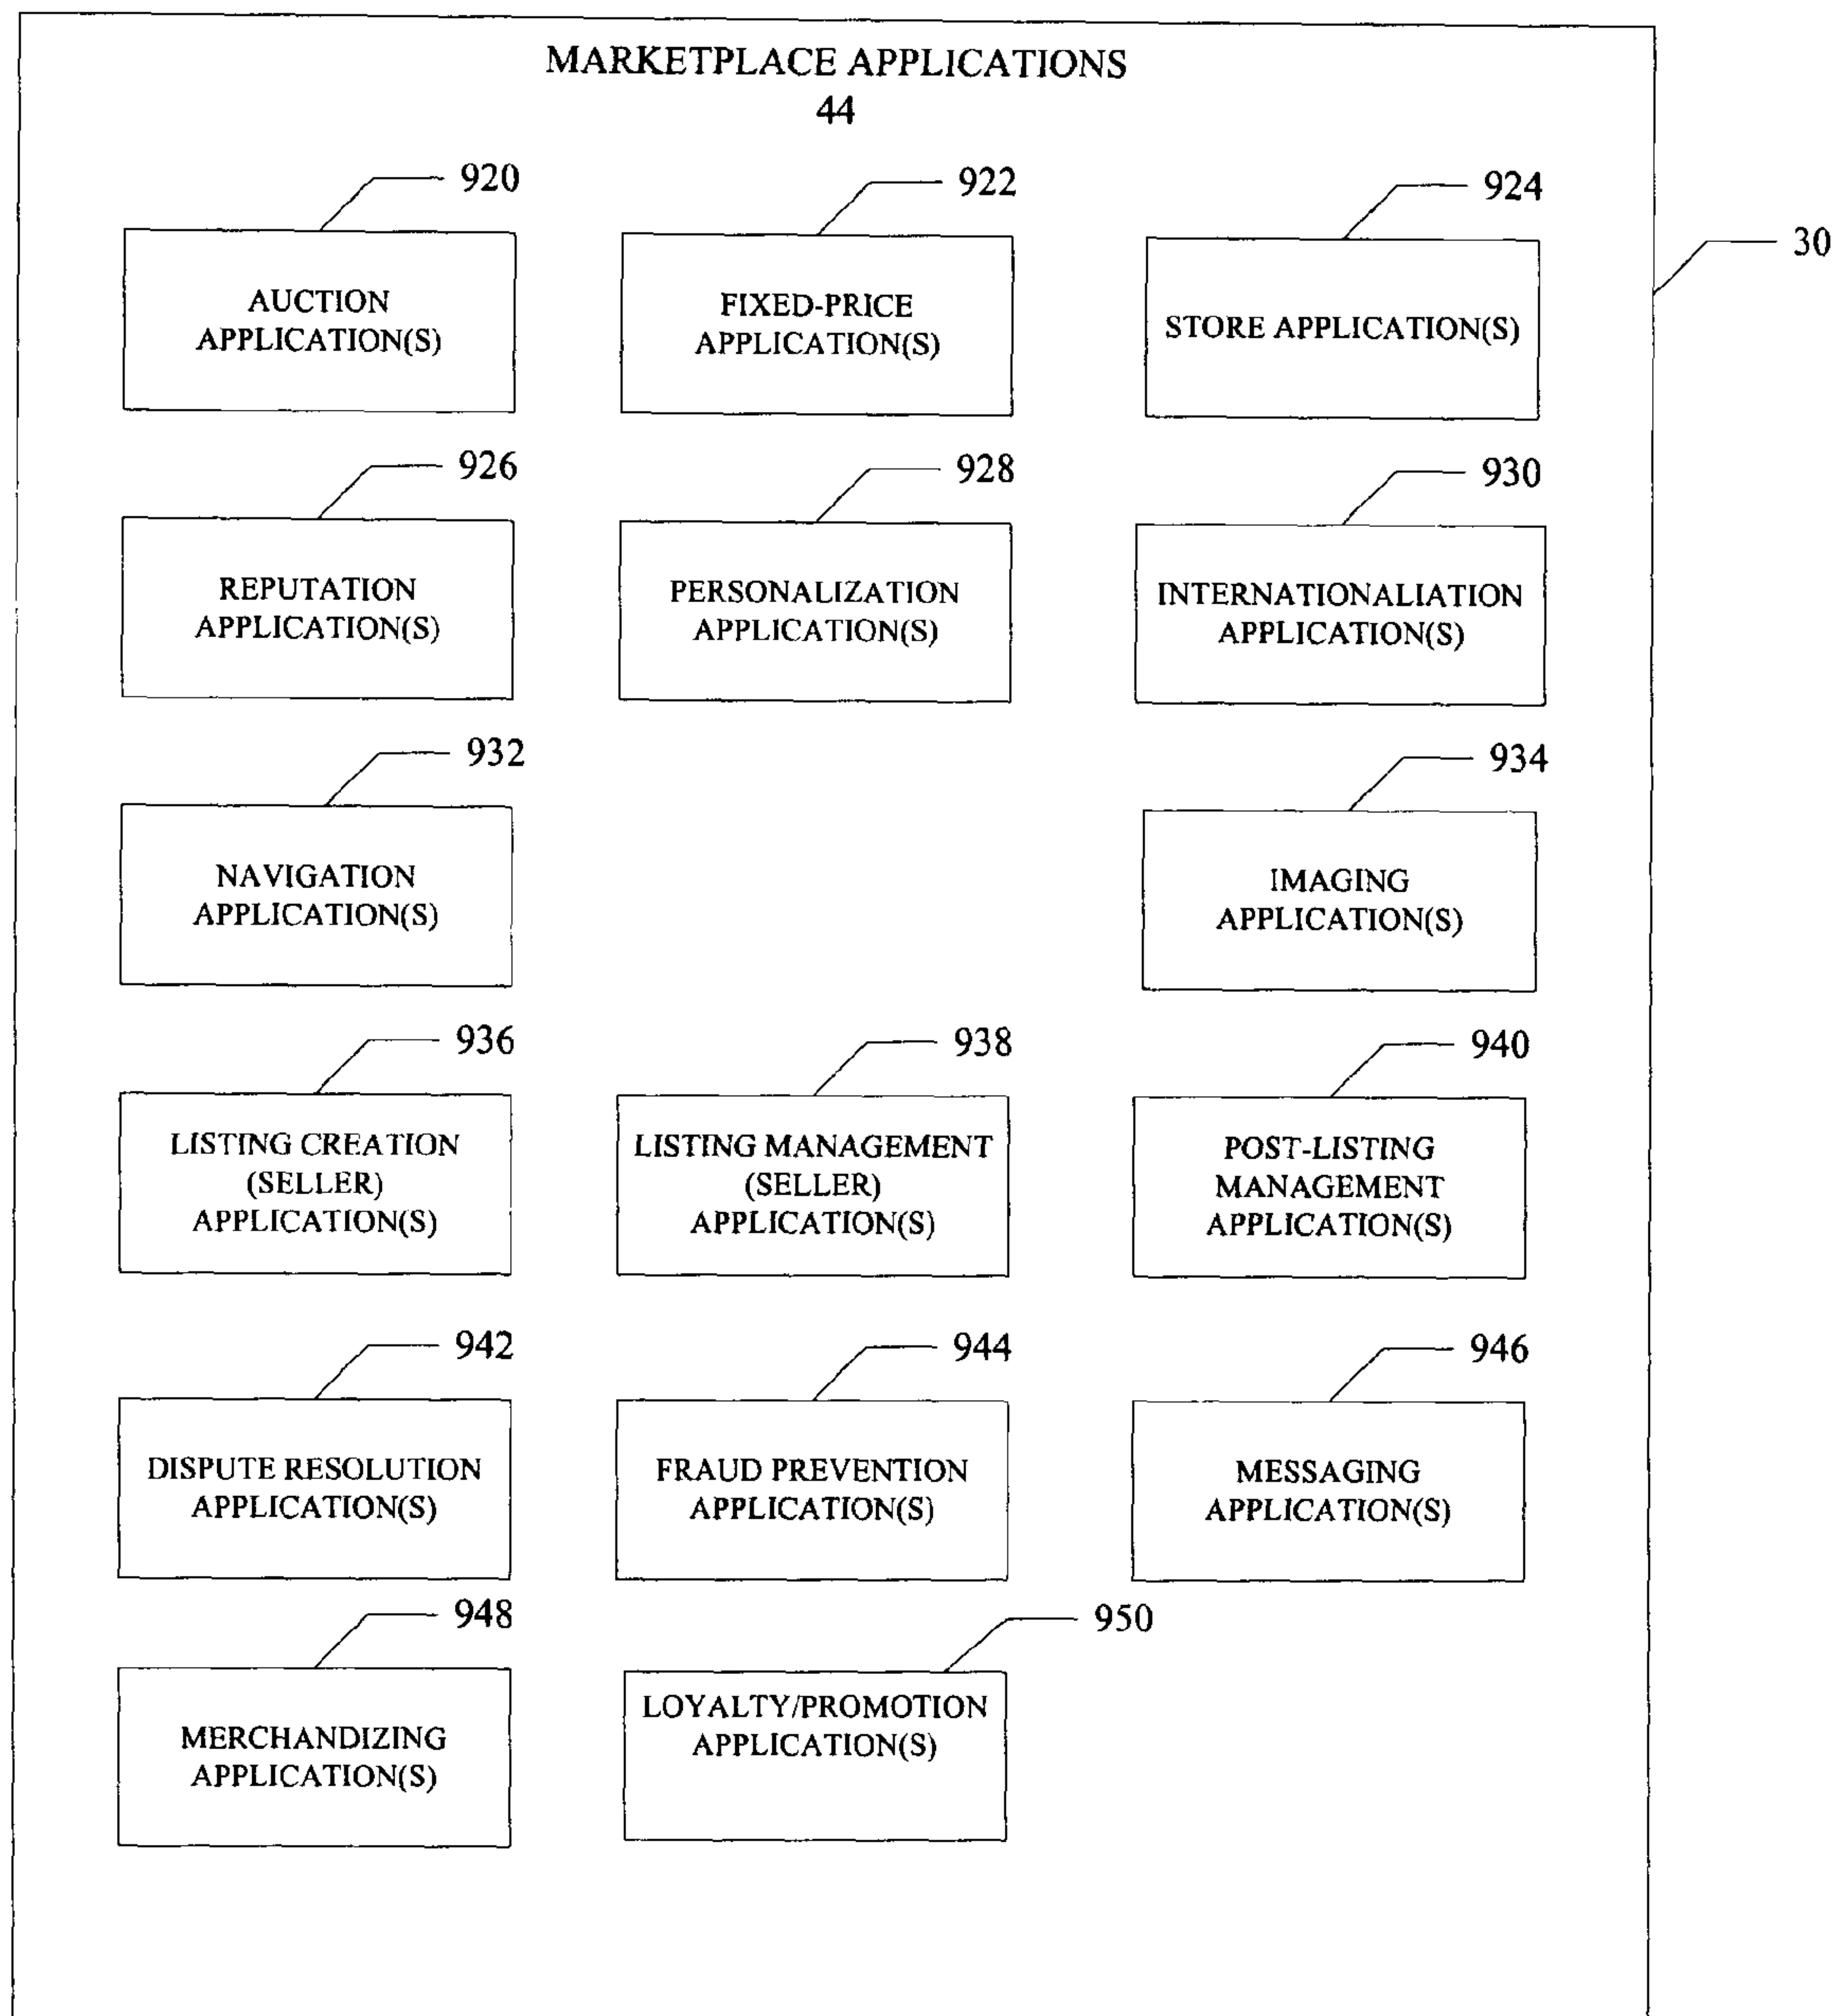 MARKETPLACE APPLICATIONS
44
920
922
924
30
AUCTION
APPLICATION(S)
FIXED-PRICE
APPLICATION(S)
STORE APPLICATION(S)
926
928
930
REPUTATION
APPLICATION(S)
PERSONALIZATION
APPLICATION(S)
INTERNATIONALIATION
APPLICATION(S)
932
934
NAVIGATION
APPLICATION(S)
IMAGING
APPLICATION(S)
936
938
940
LISTING CREATION
(SELLER)
APPLICATION(S)
LISTING MANAGEMENT
(SELLER)
APPLICATION(S)
POST-LISTING
MANAGEMENT
APPLICATION(S)
942
944
946
DISPUTE RESOLUTION
APPLICATION(S)
FRAUD PREVENTION
APPLICATION(S)
MESSAGING
APPLICATION(S)
948
950
MERCHANDIZING
APPLICATION(S)
LOYALTY/PROMOTION
APPLICATION(S)